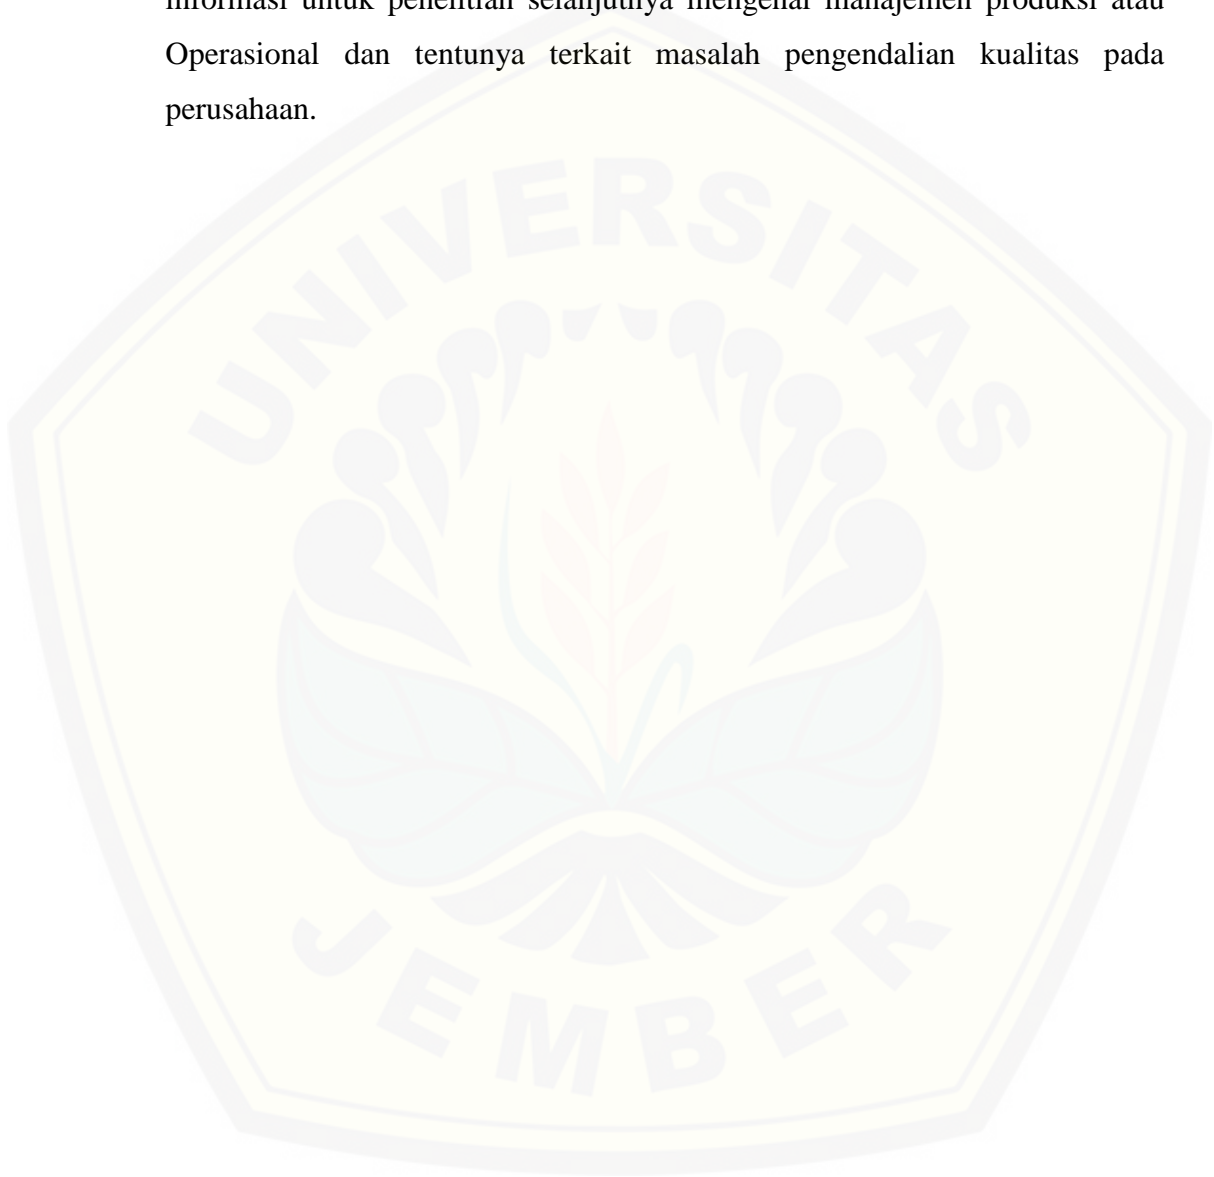 informasi untuk penelitian selanjutnya mengenai manajemen produksi atau
Operasional dan tentunya terkait masalah pengendalian kualitas pada
perusahaan.
UNIVERSITAS
JEMBER